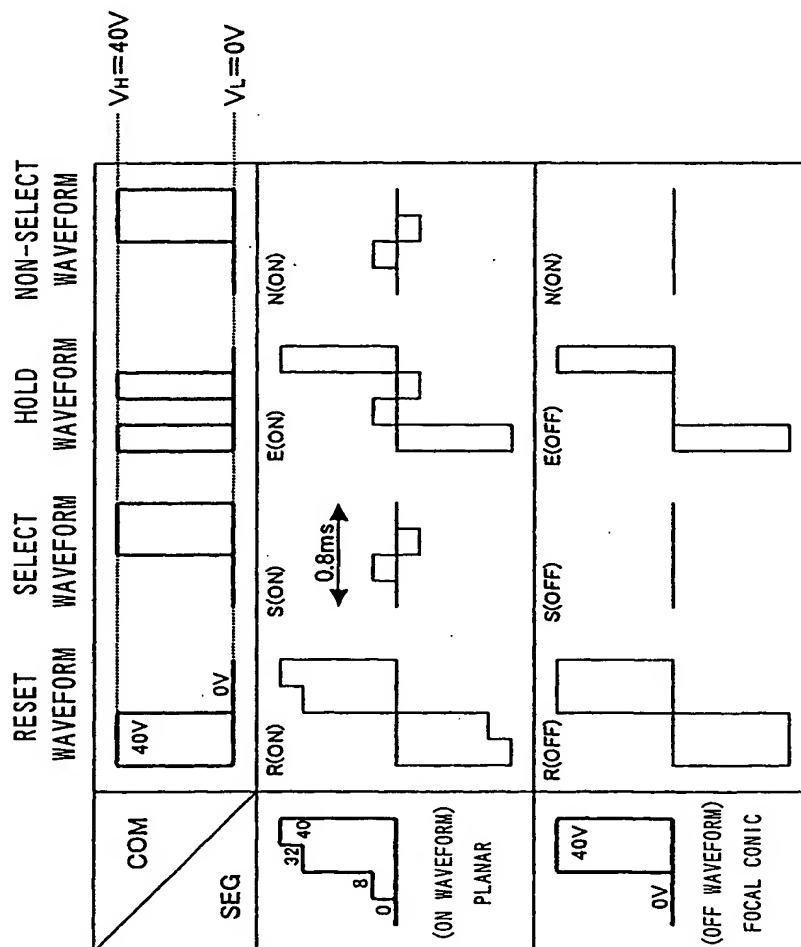 RESET
WAVEFORM
SELECT
WAVEFORM
HOLD
WAVEFORM
NON-SELECT
WAVEFORM
COM
SEG
40V
0V
VH=40V
VL=0V
0
8
32
40
(ON WAVEFORM)
PLANAR
R(ON)
S(ON)
0.8ms
E(ON)
N(ON)
40V
0V
(OFF WAVEFORM)
FOCAL CONIC
R(OFF)
S(OFF)
E(OFF)
N(ON)